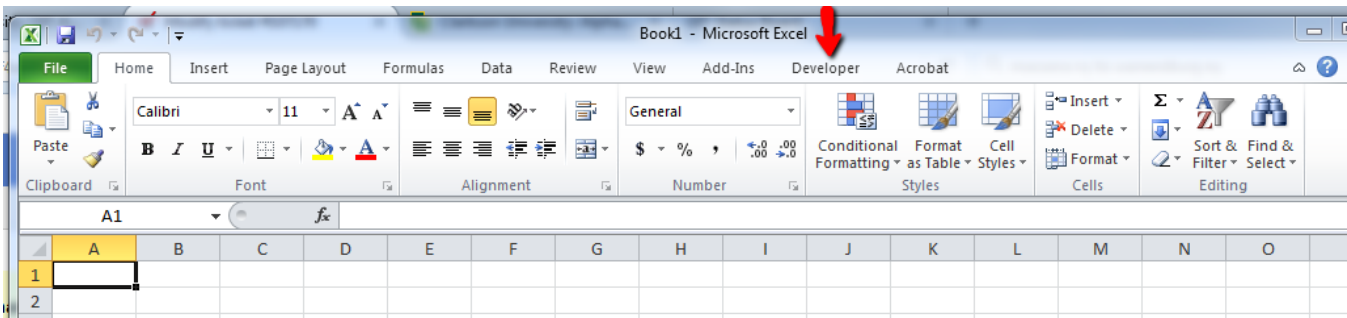 Book1 - Microsoft Excel
File Home Insert Page Layout Formulas Data Review View Add-Ins Developer Acrobat
Calibri 11 A A General Insert
Paste B I U A $ % , .00 .0 Conditional Formatting Format as Table Cell Styles Delete Format Σ Sort & Filter Find & Select
Clipboard Font Alignment Number Styles Cells Editing
A1 fx
A B C D E F G H I J K L M N O
1
2